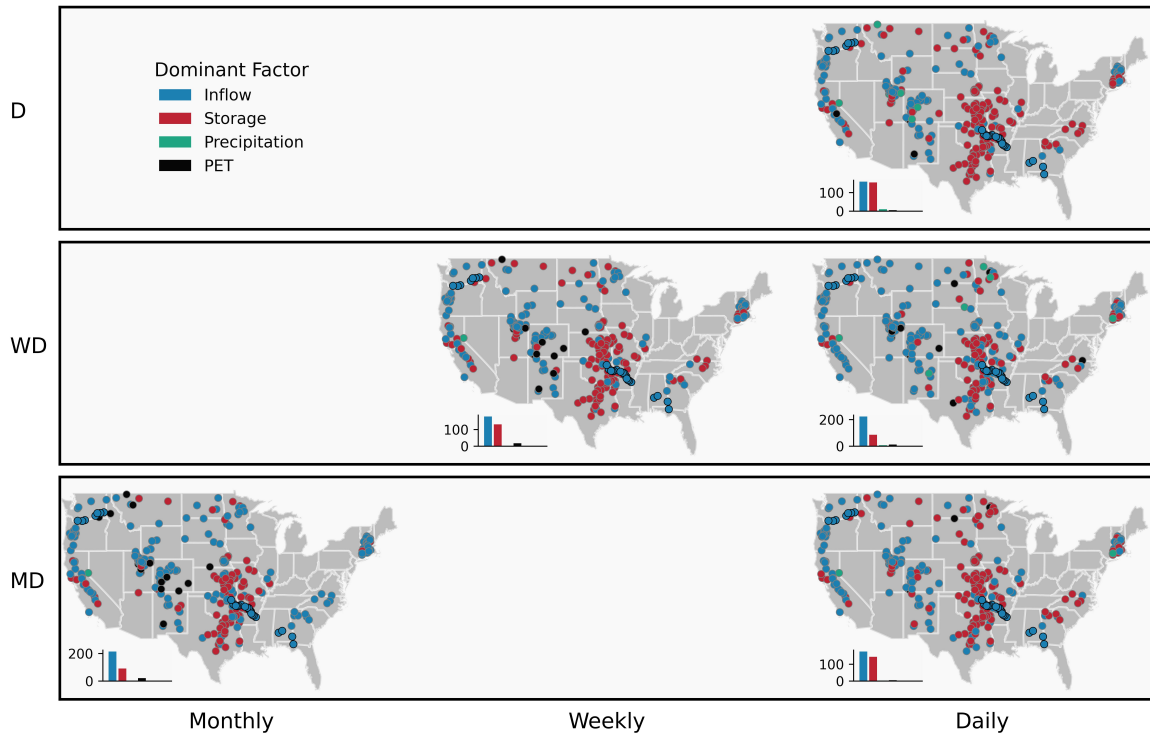 D
Dominant Factor
Inflow
Storage
Precipitation
PET
100
0
WD
100
0
200
0
MD
200
0
100
0
Monthly
Weekly
Daily